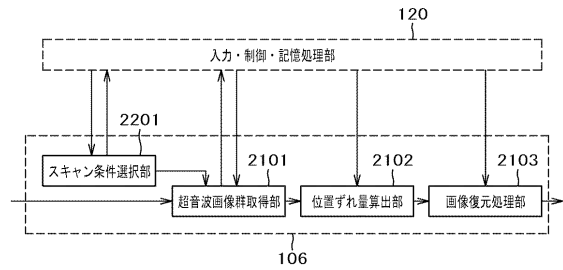 120
入力・制御・記憶処理部
2201
スキャン条件選択部
2101
超音波画像群取得部
2102
位置ずれ量算出部
2103
画像復元処理部
106